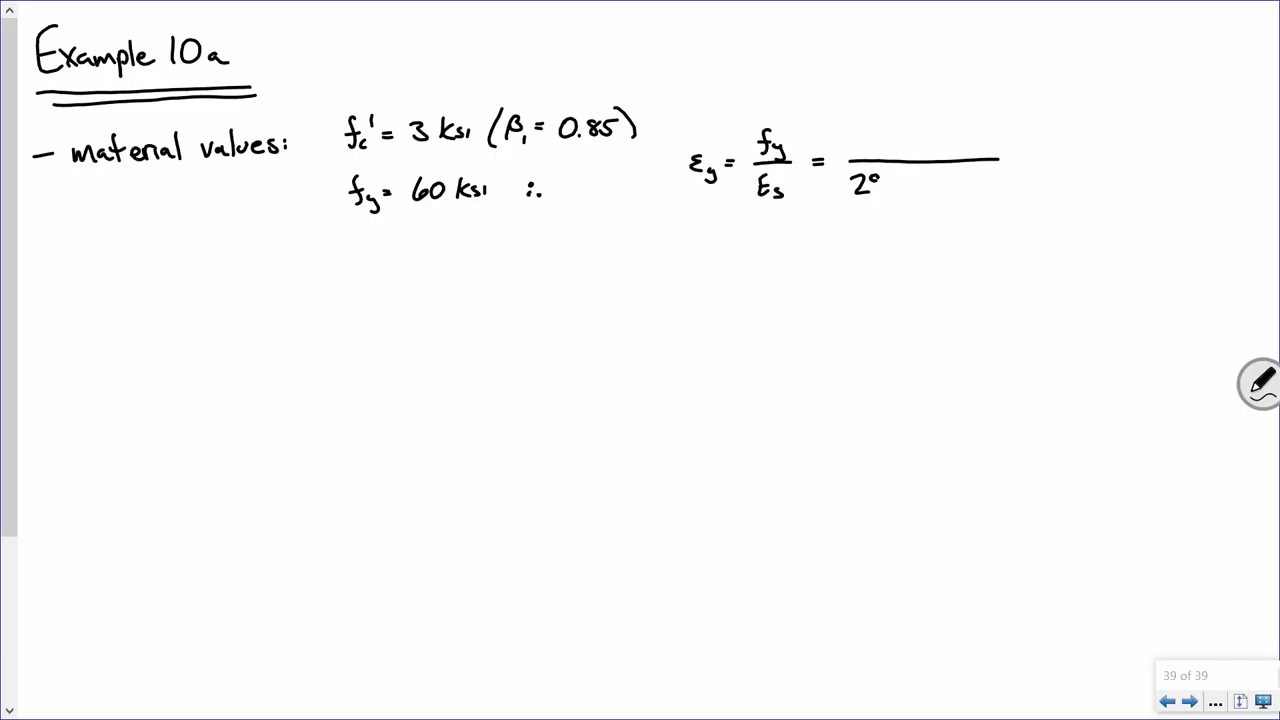 Example 10a
– material values: fc' = 3 ksi (β₁ = 0.85)
fy = 60 ksi ∴
εy = fy / Es = ―
2°
39 of 39